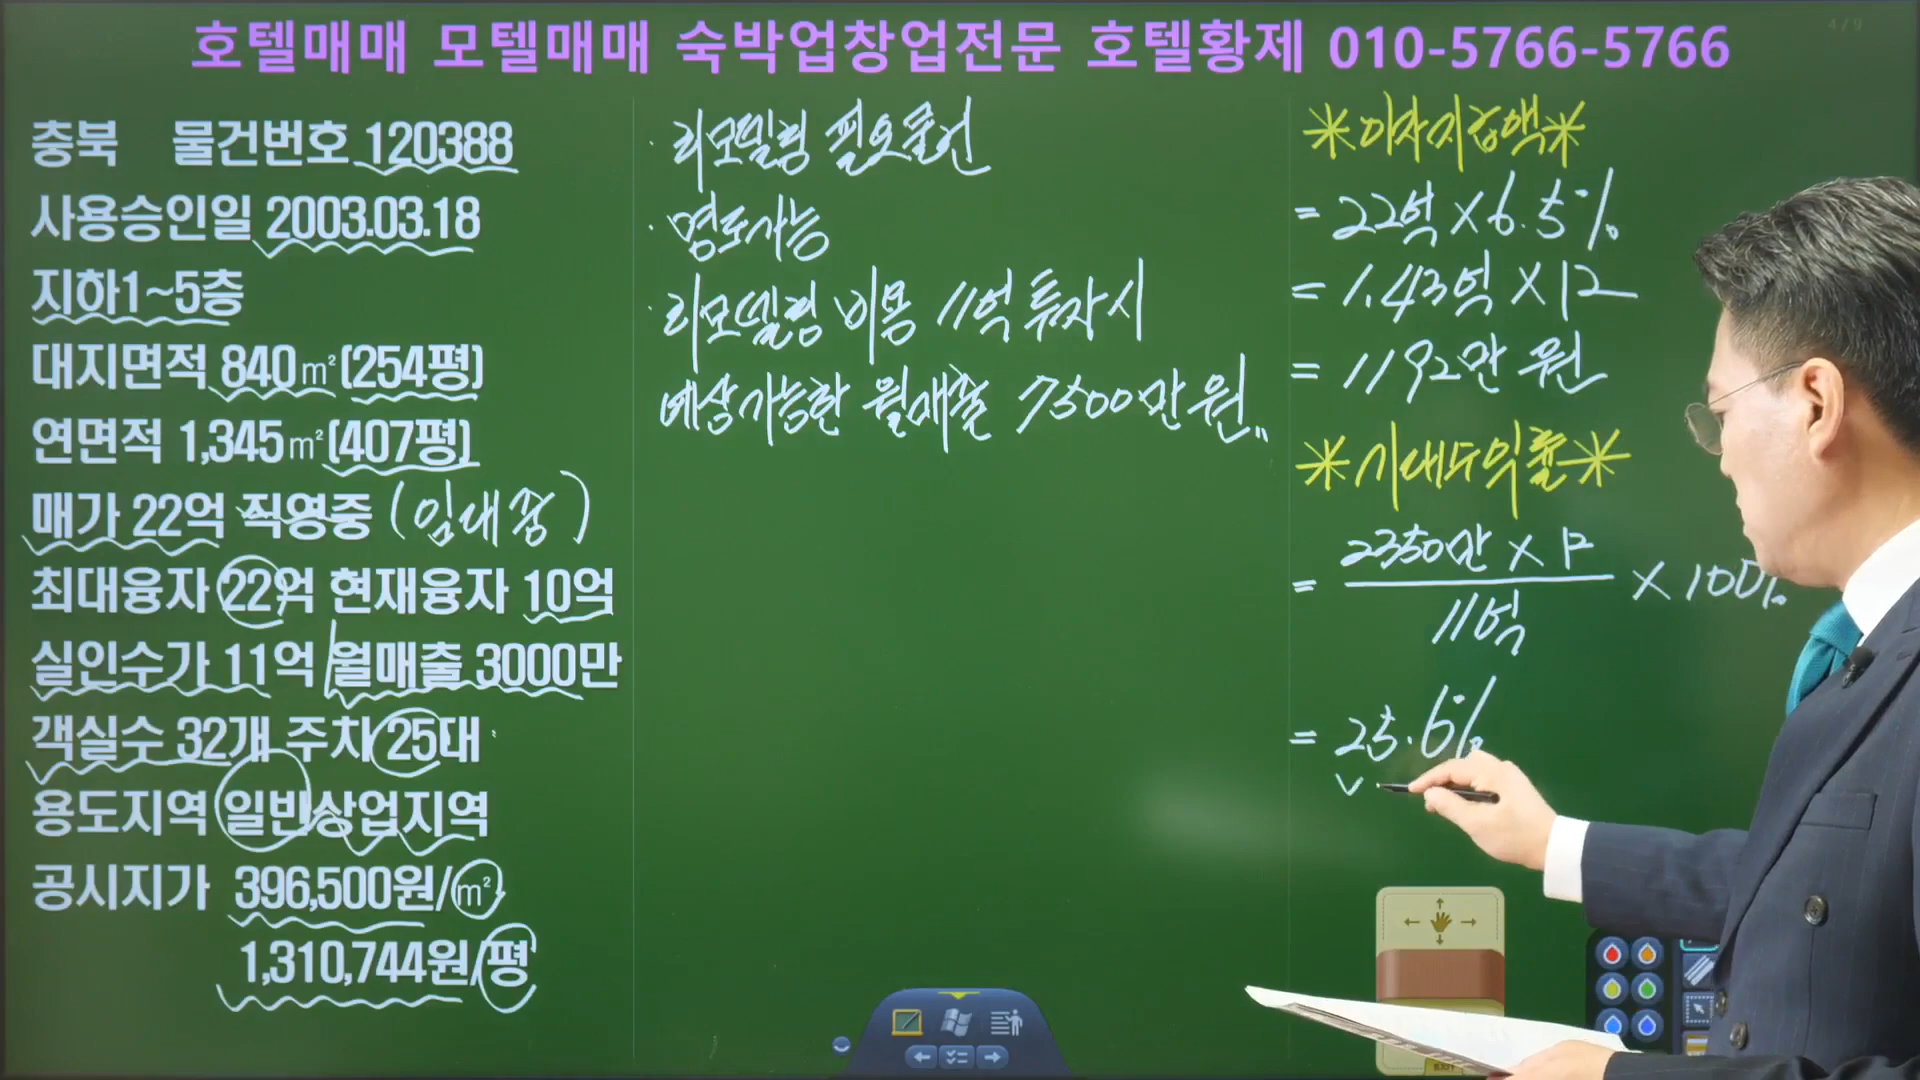 호텔매매 모텔매매 숙박업창업전문 호텔황제 010-5766-5766
4/9
충북 물건번호 120388
사용승인일 2003.03.18
지하1~5층
대지면적 840㎡(254평)
연면적 1,345㎡(407평)
매가 22억 직영중 (임대중)
최대융자 22억 현재융자 10억
실인수가 11억 월매출 3000만
객실수 32개 주차 25대
용도지역 일반상업지역
공시지가 396,500원/㎡
1,310,744원/평
· 리모델링 필요물건
· 명도가능
· 리모델링 비용 11억 투자시
예상가능한 월매출 7500만원
*이자지급액*
= 22억 × 6.5%
= 1.43억 × 12
= 1192만원
*기대수익률*
= 2350만 × 12
11억
× 100%
= 25.6%